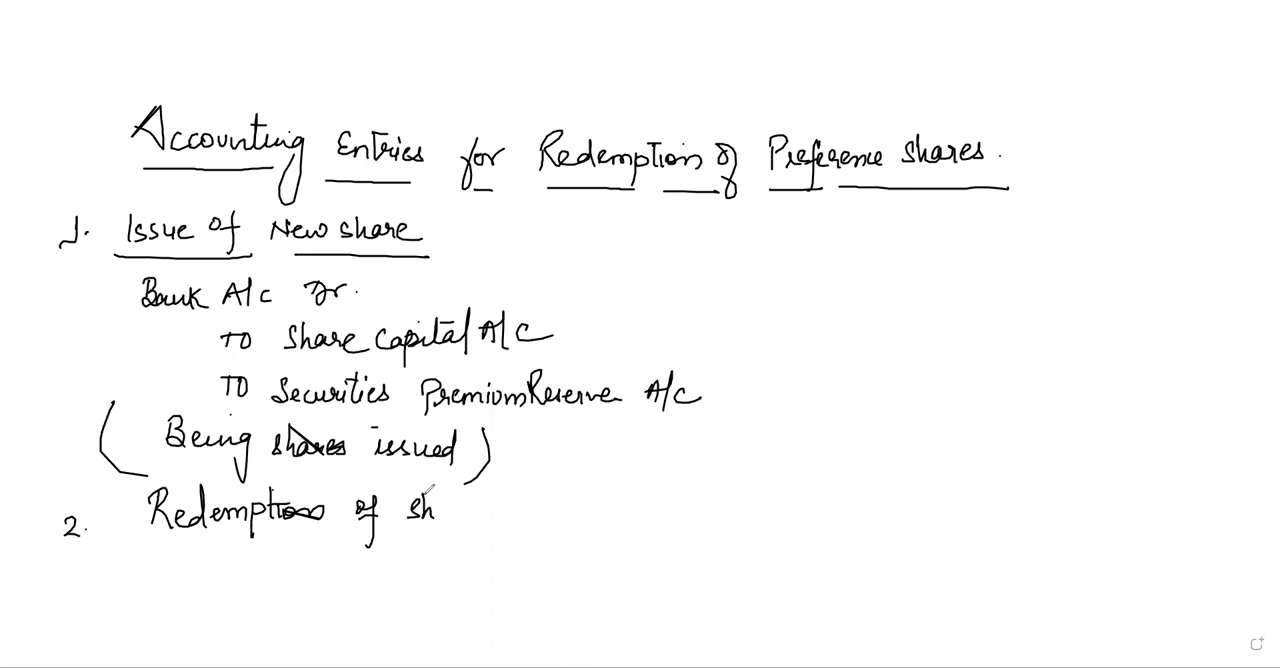 Accounting Entries for Redemption of Preference shares.
1. Issue of New share
Bank A/c Dr.
TO Share Capital A/C
TO Securities Premium Reserve A/c
( Being shares issued )
2. Redemption of sh